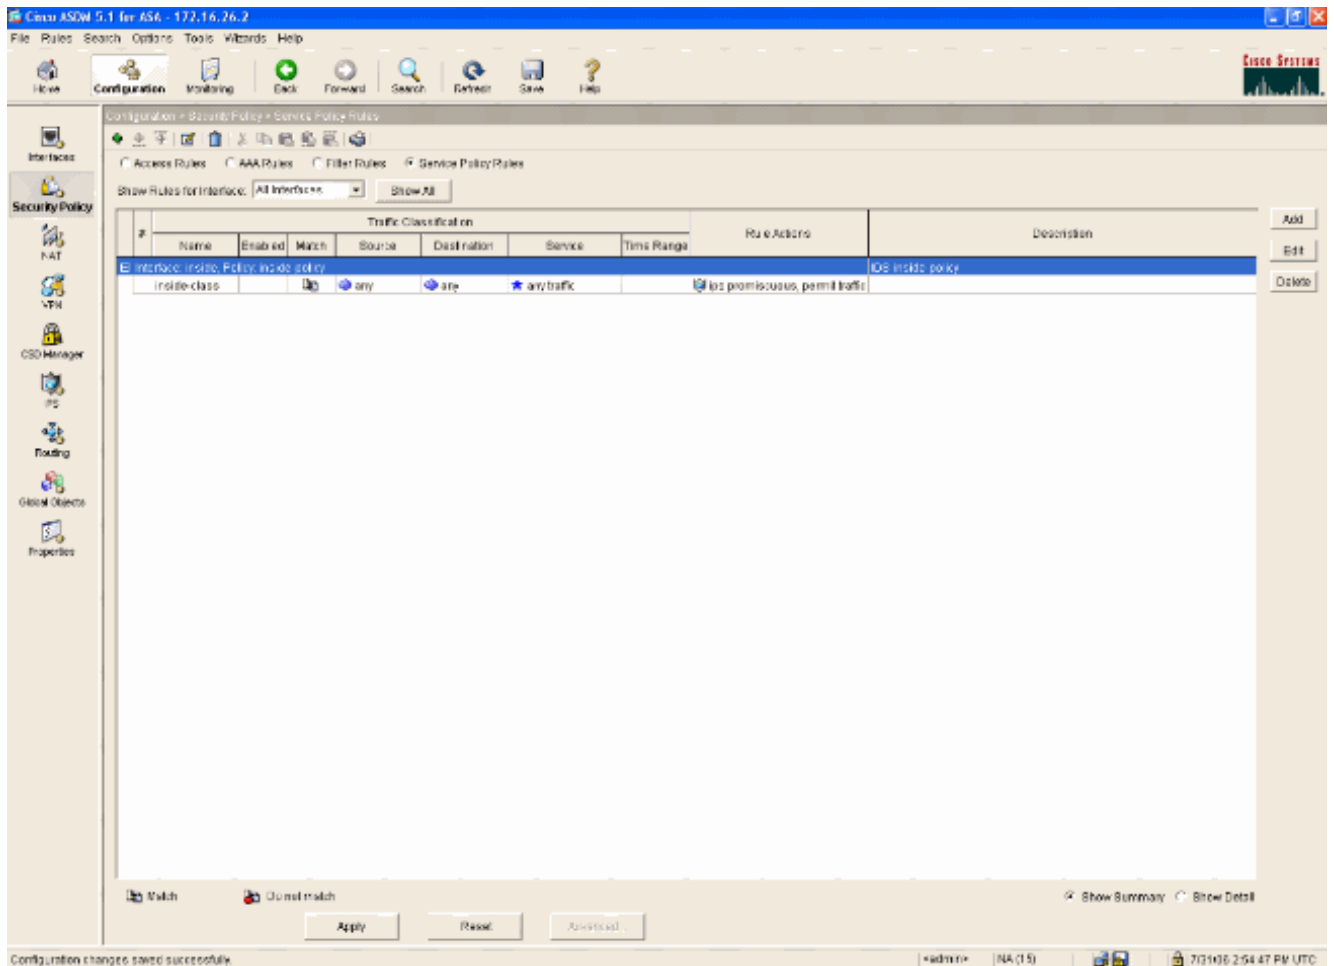 Cisco ASDM 5.1 for ASA - 172.16.26.2
File Rules Search Options Tools Wizards Help
Home Configuration Monitoring Back Forward Search Refresh Save Help
CISCO SYSTEMS
Configuration > Security Policy > Service Policy Rules
Access Rules AAA Rules Filter Rules Service Policy Rules
Show Rules for Interface: All Interfaces Show All
Interfaces
Security Policy
NAT
VPN
CSD Manager
IPS
Routing
Global Objects
Properties
# Traffic Classification Rule Actions Description
Name Enabled Match Source Destination Service Time Range
Interface: inside, Policy: inside policy IDS inside policy
inside-class any any any traffic ips promiscuous, permit traffic
Add
Edit
Delete
Match Do not match Show Summary Show Detail
Apply Reset Advanced...
Configuration changes saved successfully. <admin> NA (15) 7/31/06 2:54:47 PM UTC